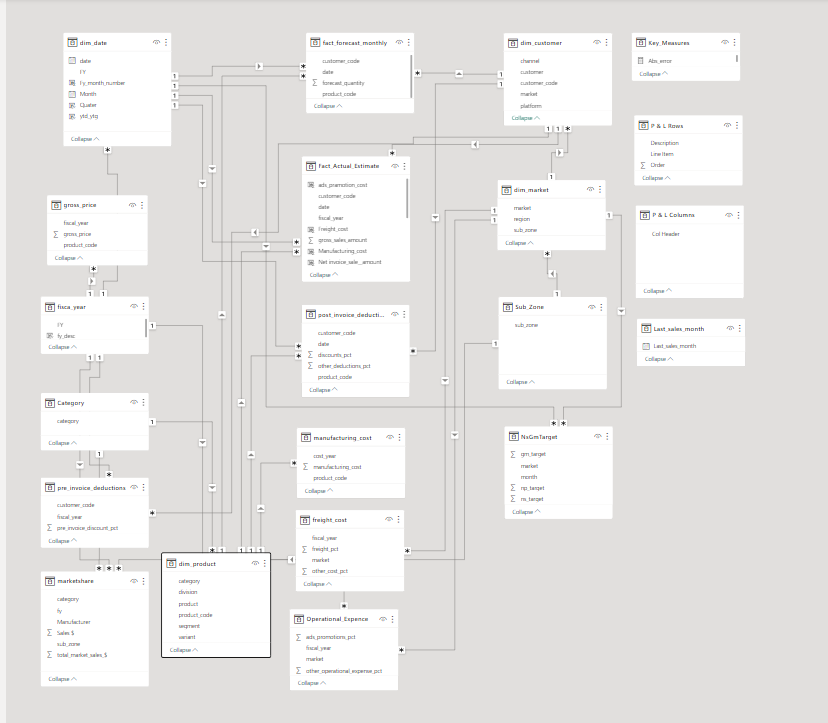 dim_date
date
FY
Fy_month_number
Month
Quater
ytd_ytg
Collapse
fact_forecast_monthly
customer_code
date
forecast_quantity
product_code
Collapse
dim_customer
channel
customer
customer_code
market
platform
Collapse
Key_Measures
Abs_error
Collapse
P & L Rows
Description
Line Item
Order
Collapse
Fact_Actual_Estimate
ads_promotion_cost
customer_code
date
fiscal_year
Freight_cost
gross_sales_amount
Manufacturing_cost
Net invoice_sale_amount
Collapse
dim_market
market
region
sub_zone
Collapse
gross_price
fiscal_year
gross_price
product_code
Collapse
P & L Columns
Col Header
Collapse
fisca_year
FY
fy_desc
Collapse
post_invoice_deducti...
customer_code
date
discounts_pct
other_deductions_pct
product_code
Collapse
Sub_Zone
sub_zone
Collapse
Last_sales_month
Last_sales_month
Collapse
Category
category
Collapse
manufacturing_cost
cost_year
manufacturing_cost
product_code
Collapse
NsGmTarget
gm_target
market
month
np_target
ns_target
Collapse
pre_invoice_deductions
customer_code
fiscal_year
pre_invoice_discount_pct
Collapse
freight_cost
fiscal_year
freight_pct
market
other_cost_pct
Collapse
dim_product
category
division
product
product_code
segment
variant
Collapse
marketshare
category
fy
Manufacturer
Sales $
sub_zone
total_market_sales_$
Collapse
Operational_Expence
ads_promotions_pct
fiscal_year
market
other_operational_expense_pct
Collapse